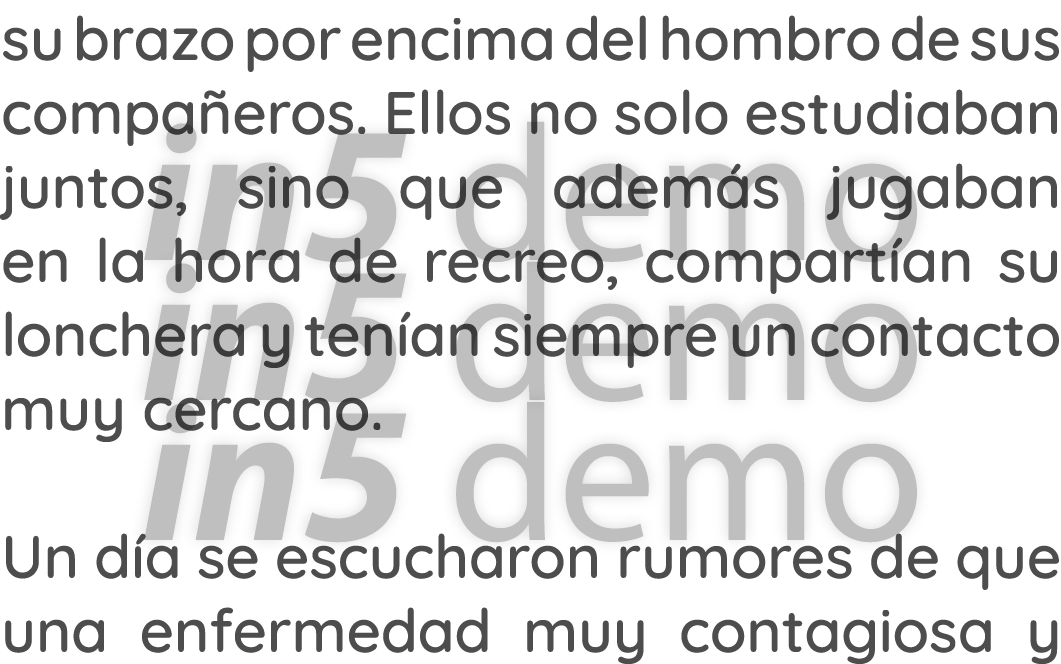 su brazo por encima del hombro de sus
compañeros. Ellos no solo estudiaban
juntos, sino que además jugaban
en la hora de recreo, compartían su
lonchera y tenían siempre un contacto
muy cercano.
Un día se escucharon rumores de que
una enfermedad muy contagiosa y
in5 demo
in5 demo
in5 demo